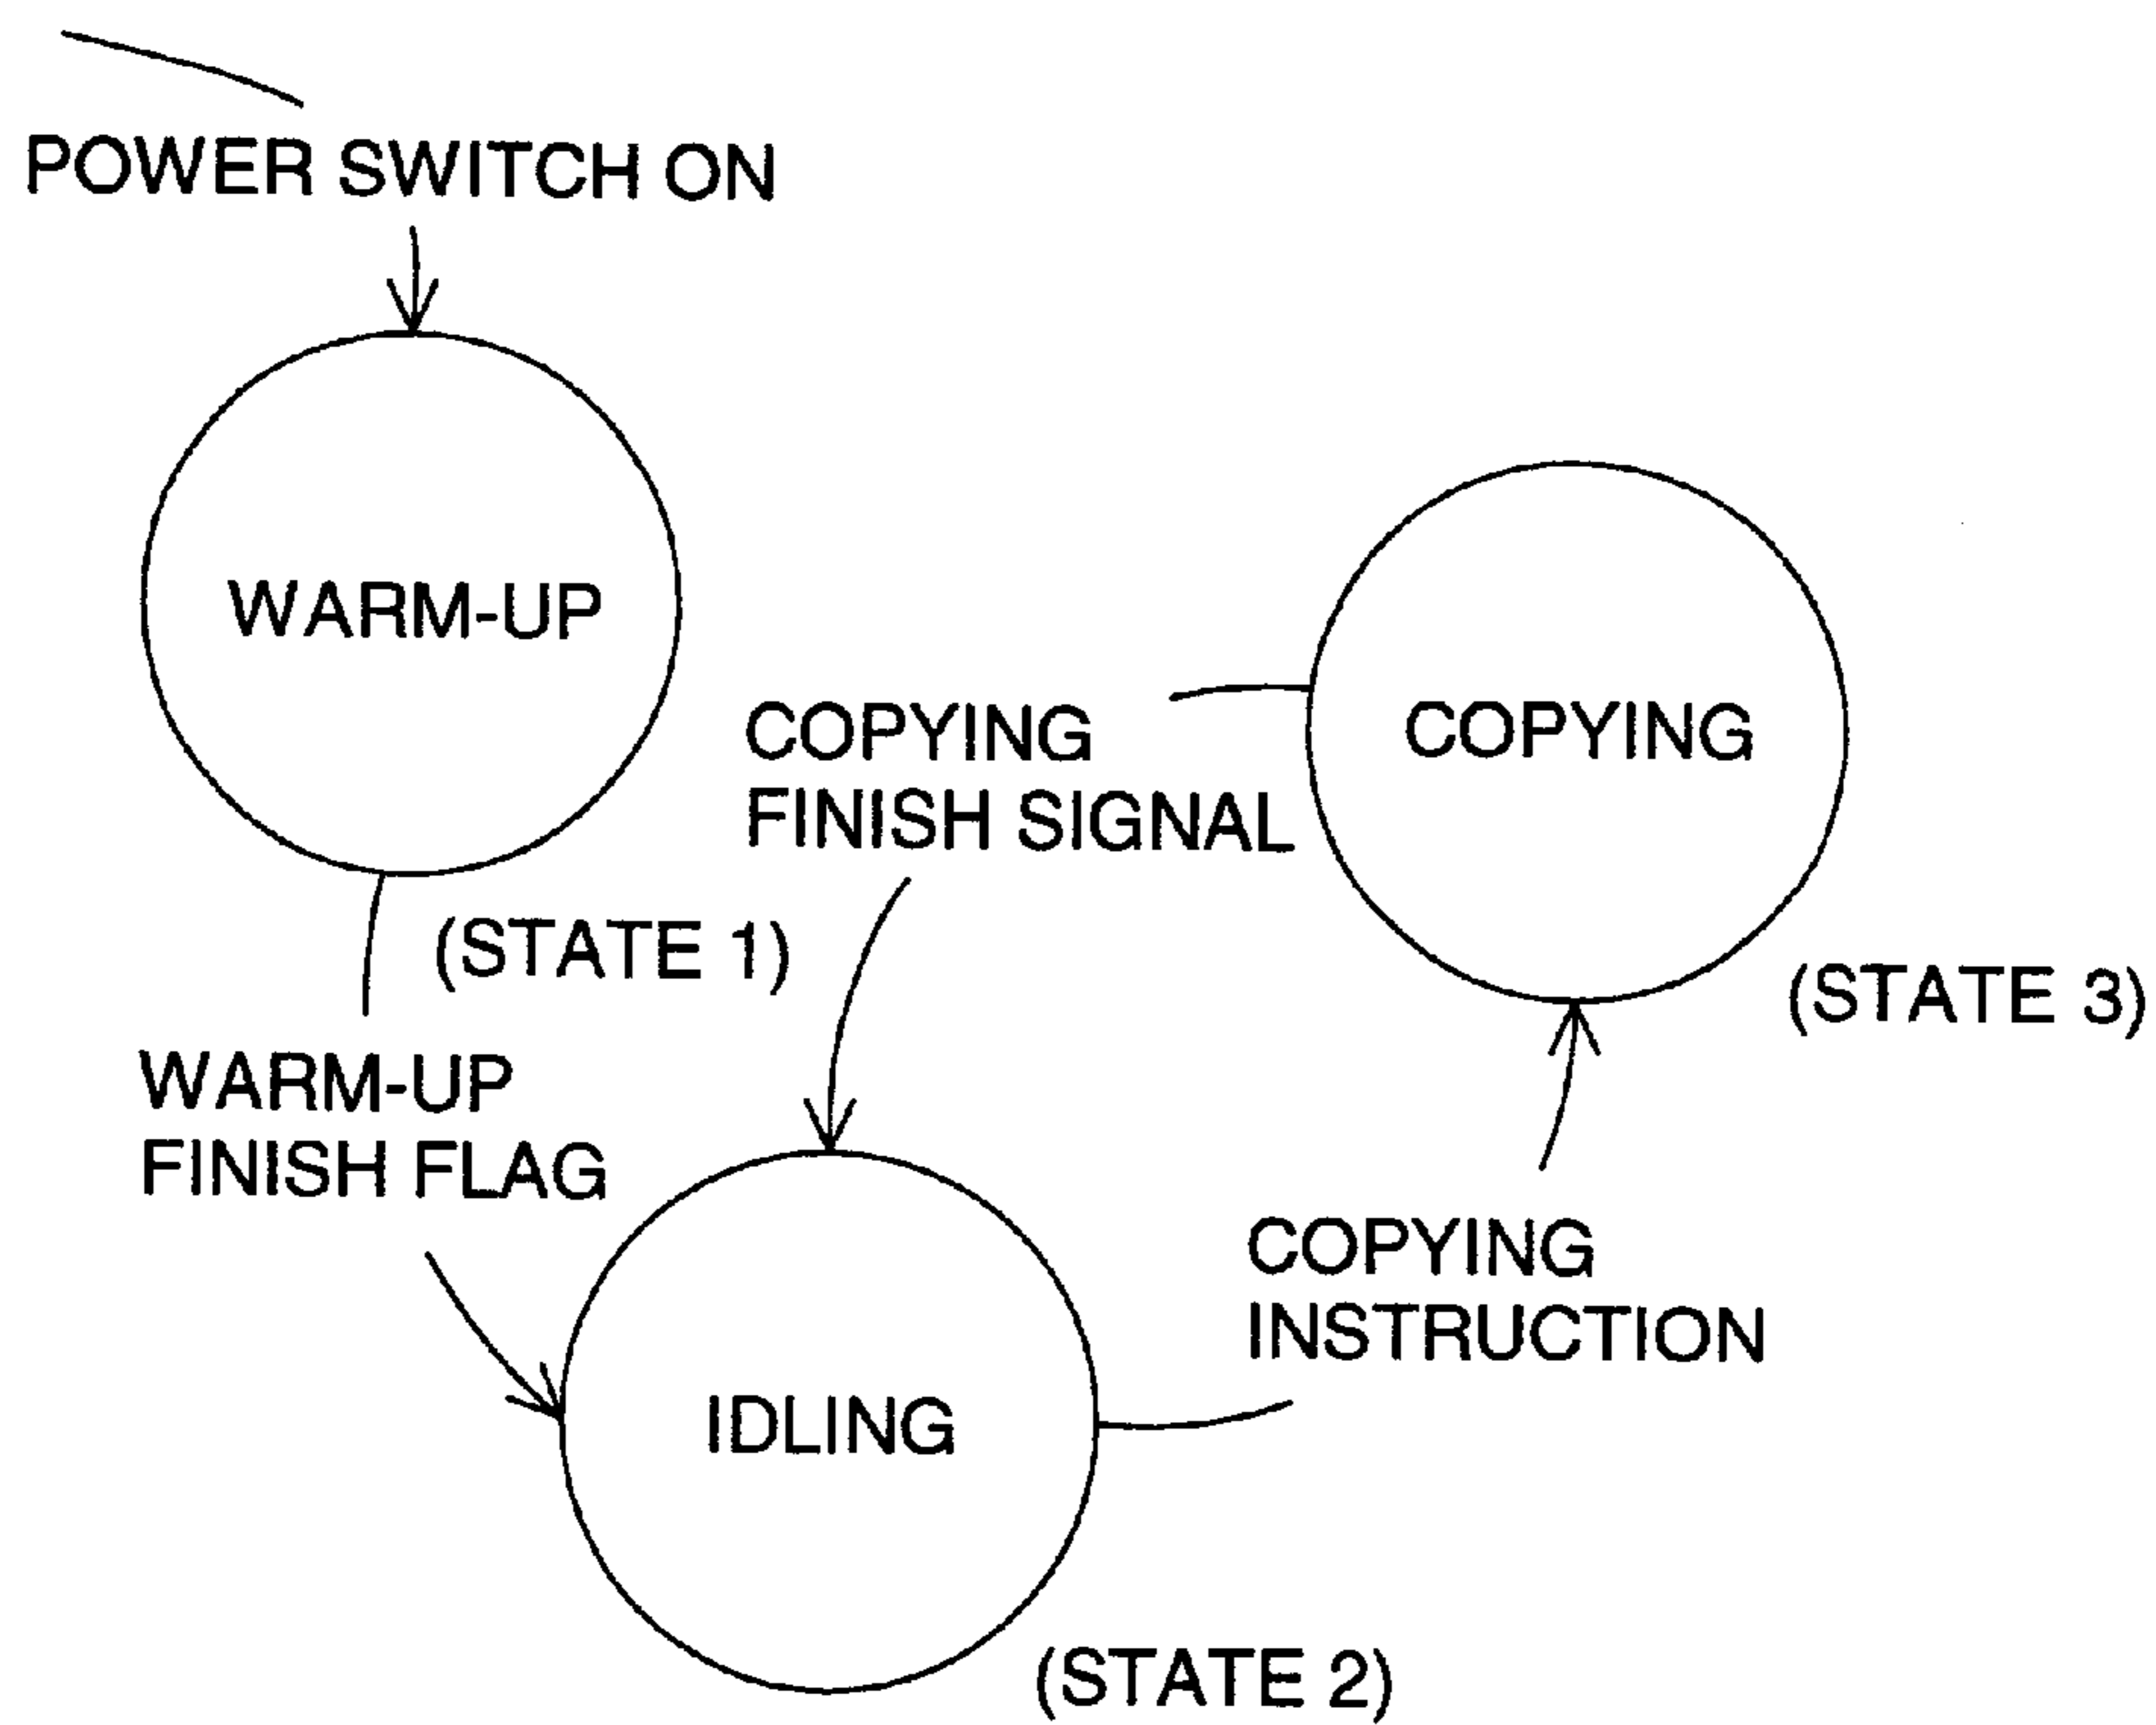 POWER SWITCH ON
WARM-UP
(STATE 1)
COPYING
FINISH SIGNAL
COPYING
(STATE 3)
WARM-UP
FINISH FLAG
COPYING
INSTRUCTION
IDLING
(STATE 2)